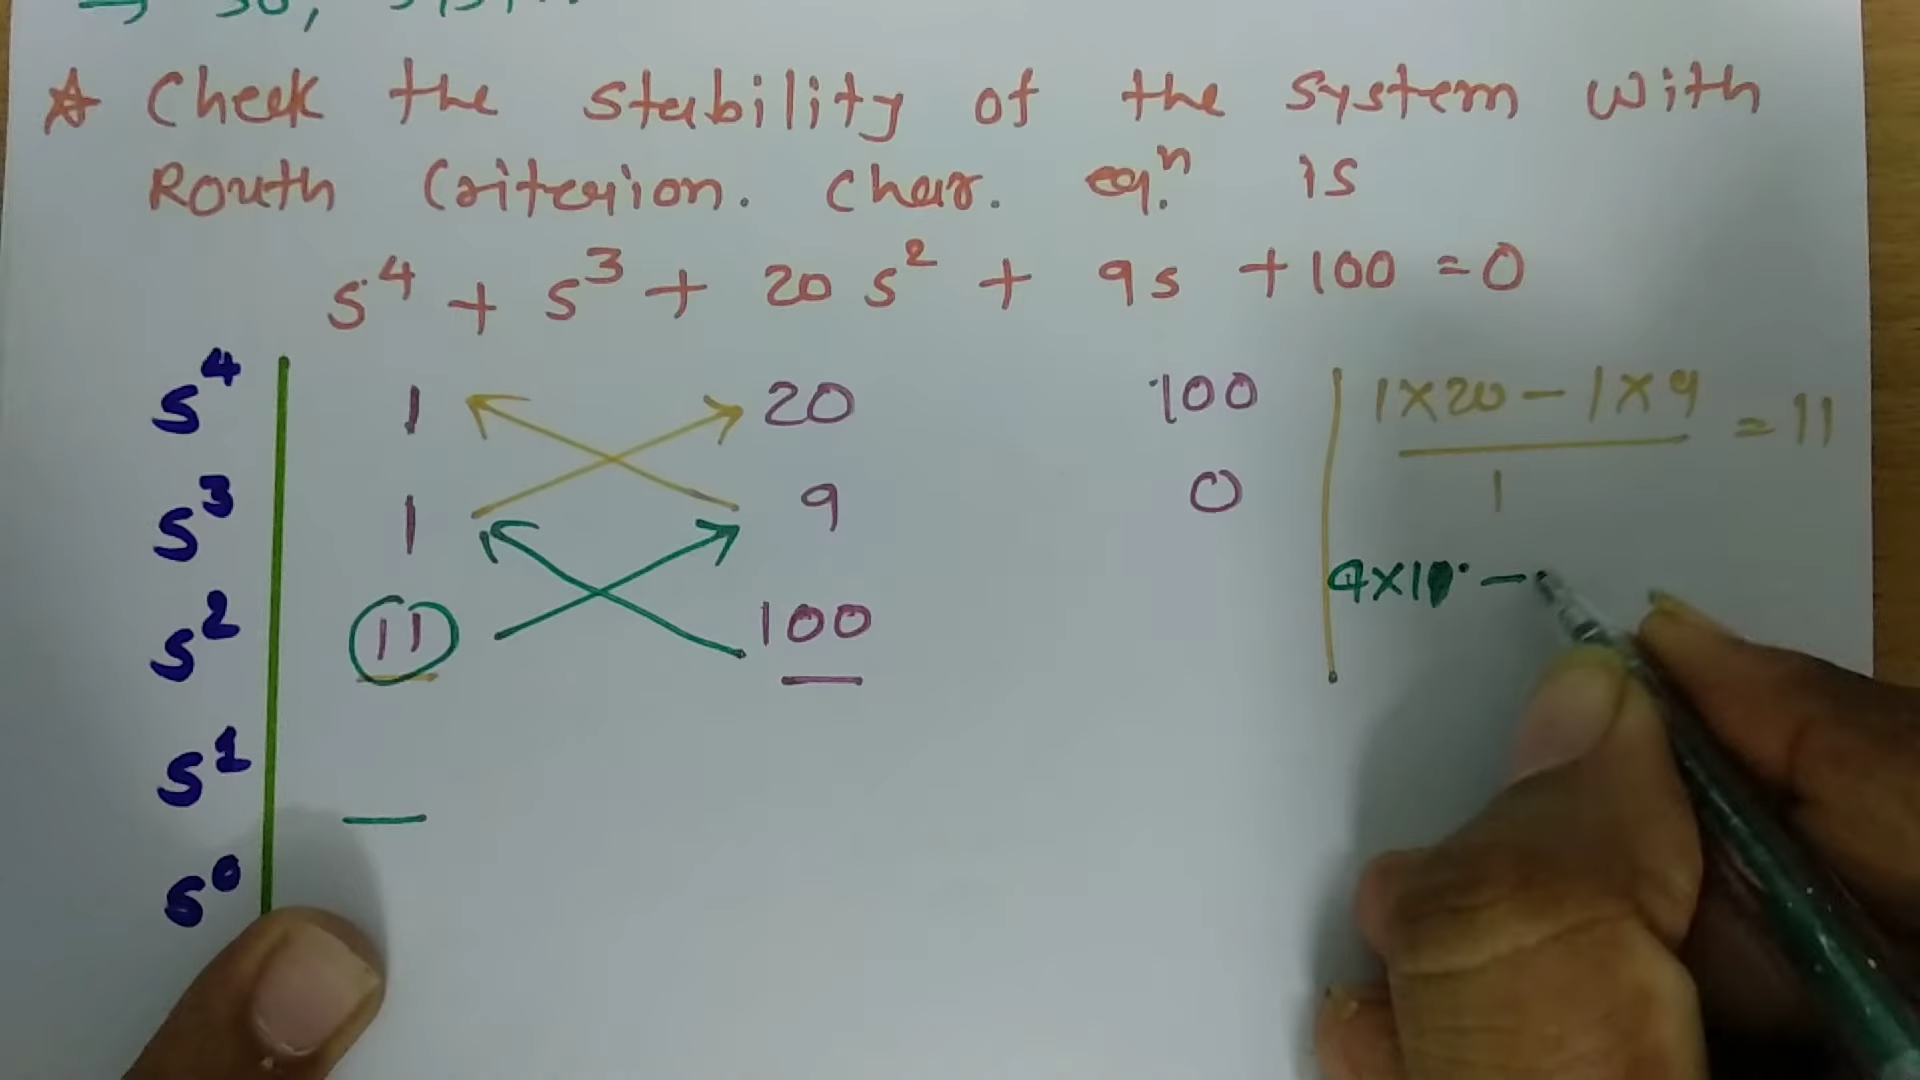 ☆ Check the stability of the system with
Routh Criterion. Char. eq.ⁿ is
s⁴ + s³ + 20 s² + 9s + 100 = 0
s⁴ 1 20 100 1×20 - 1×9 = 11
s³ 1 9 0 1
s² 11 100 9×11 -
s¹
s⁰